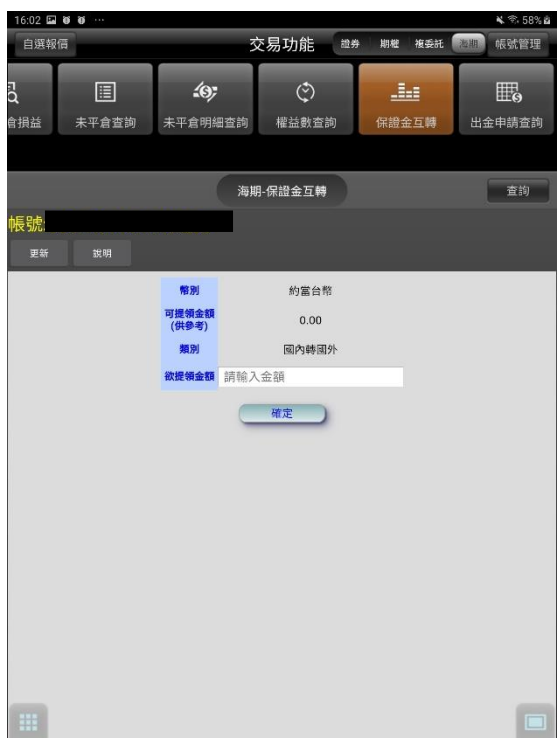 16:02 ... 58%
自選報價 交易功能 證券 期權 複委託 海期 帳號管理
倉損益 未平倉查詢 未平倉明細查詢 權益數查詢 保證金互轉 出金申請查詢
海期-保證金互轉 查詢
帳號:
更新 說明
幣別 約當台幣
可提領金額
(供參考) 0.00
類別 國內轉國外
欲提領金額 請輸入金額
確定